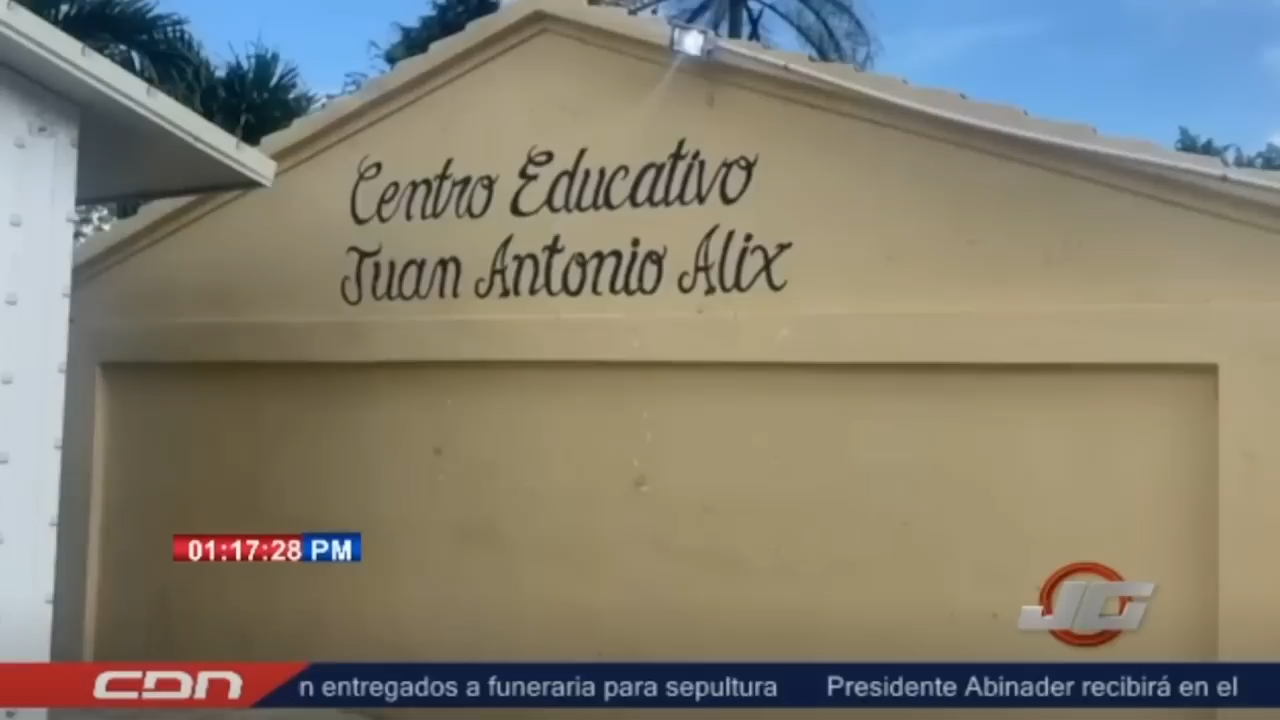 Centro Educativo
Juan Antonio Alix
01:17:28 PM
JG
CDN n entregados a funeraria para sepultura Presidente Abinader recibirá en el